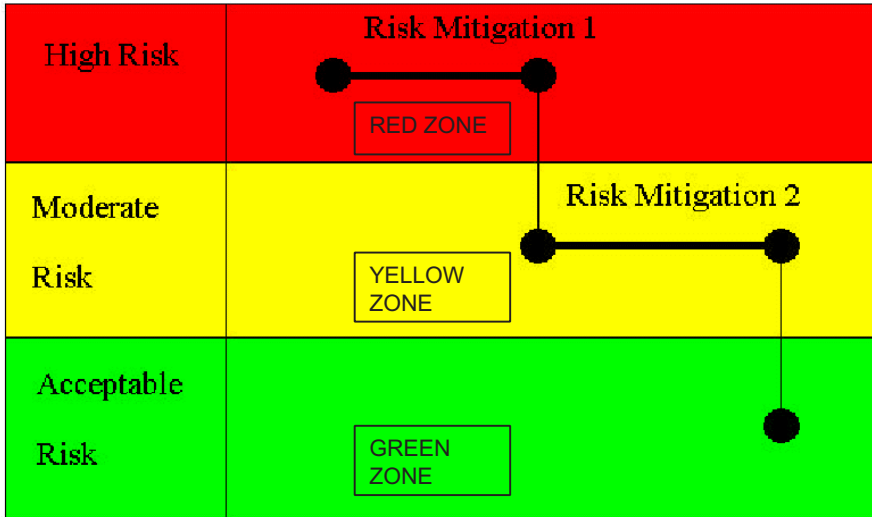 Risk Mitigation 1
High Risk
RED ZONE
Moderate
Risk
Risk Mitigation 2
YELLOW
ZONE
Acceptable
Risk
GREEN
ZONE